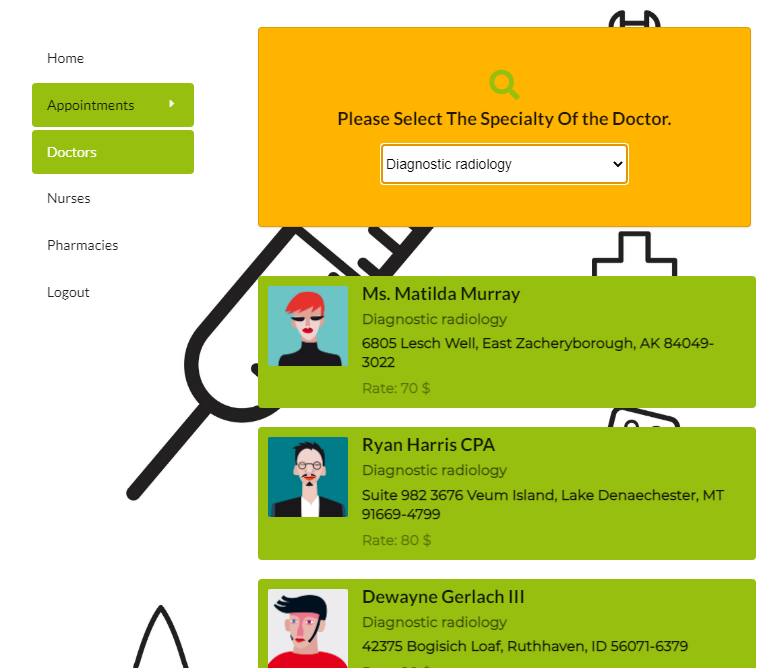 Home
Appointments
Doctors
Nurses
Pharmacies
Logout
Please Select The Specialty Of the Doctor.
Diagnostic radiology
Ms. Matilda Murray
Diagnostic radiology
6805 Lesch Well, East Zacheryborough, AK 84049-
3022
Rate: 70 $
Ryan Harris CPA
Diagnostic radiology
Suite 982 3676 Veum Island, Lake Denaechester, MT
91669-4799
Rate: 80 $
Dewayne Gerlach III
Diagnostic radiology
42375 Bogisich Loaf, Ruthhaven, ID 56071-6379